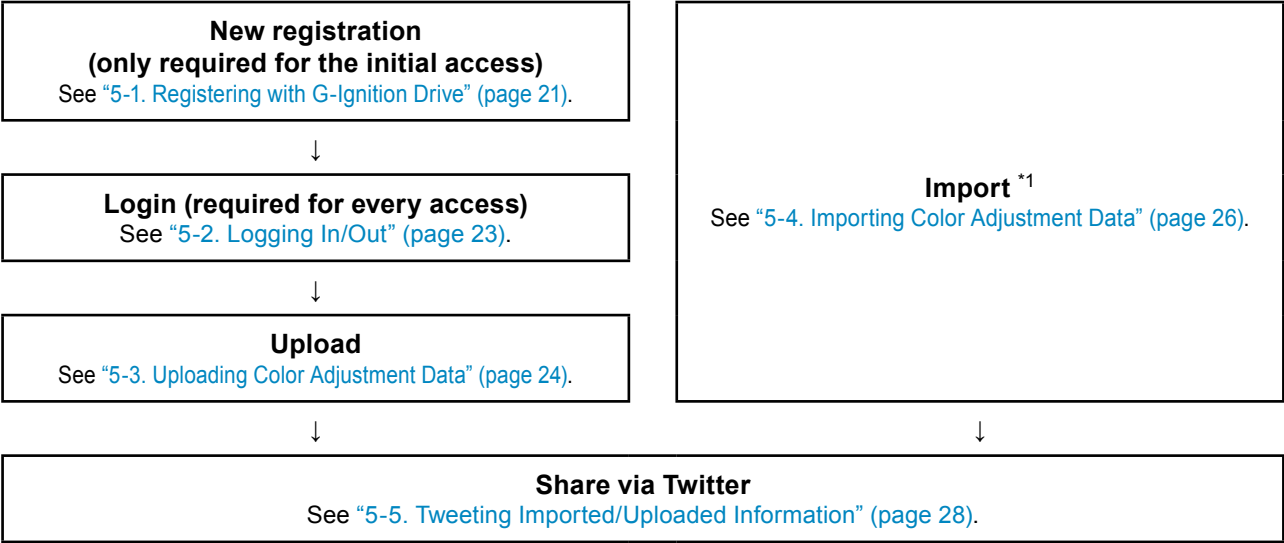 New registration
(only required for the initial access)
See “5-1. Registering with G-Ignition Drive” (page 21).
↓
Login (required for every access)
See “5-2. Logging In/Out” (page 23).
↓
Upload
See “5-3. Uploading Color Adjustment Data” (page 24).
↓
Import *1
See “5-4. Importing Color Adjustment Data” (page 26).
↓
Share via Twitter
See “5-5. Tweeting Imported/Uploaded Information” (page 28).